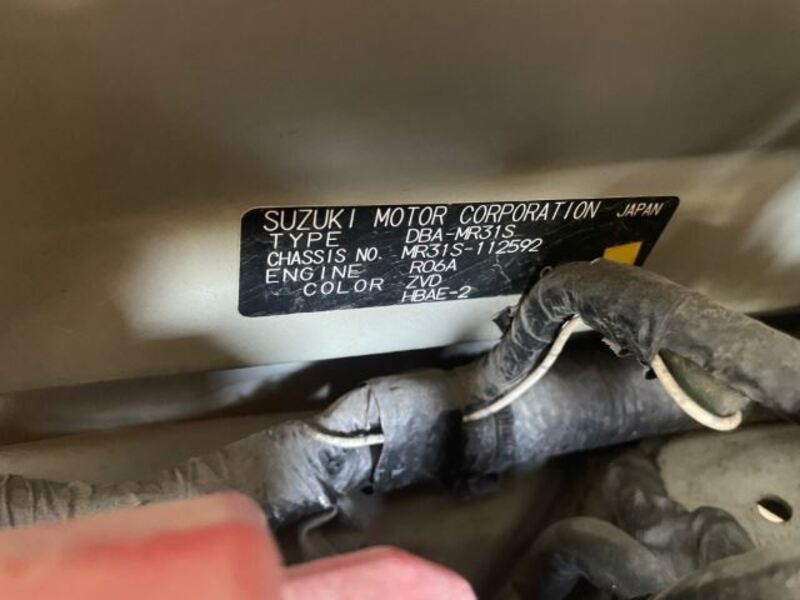 SUZUKI MOTOR CORPORATION JAPAN
TYPE DBA-MR31S
CHASSIS NO. MR31S-112592
ENGINE R06A
COLOR ZVD
HBAE-2